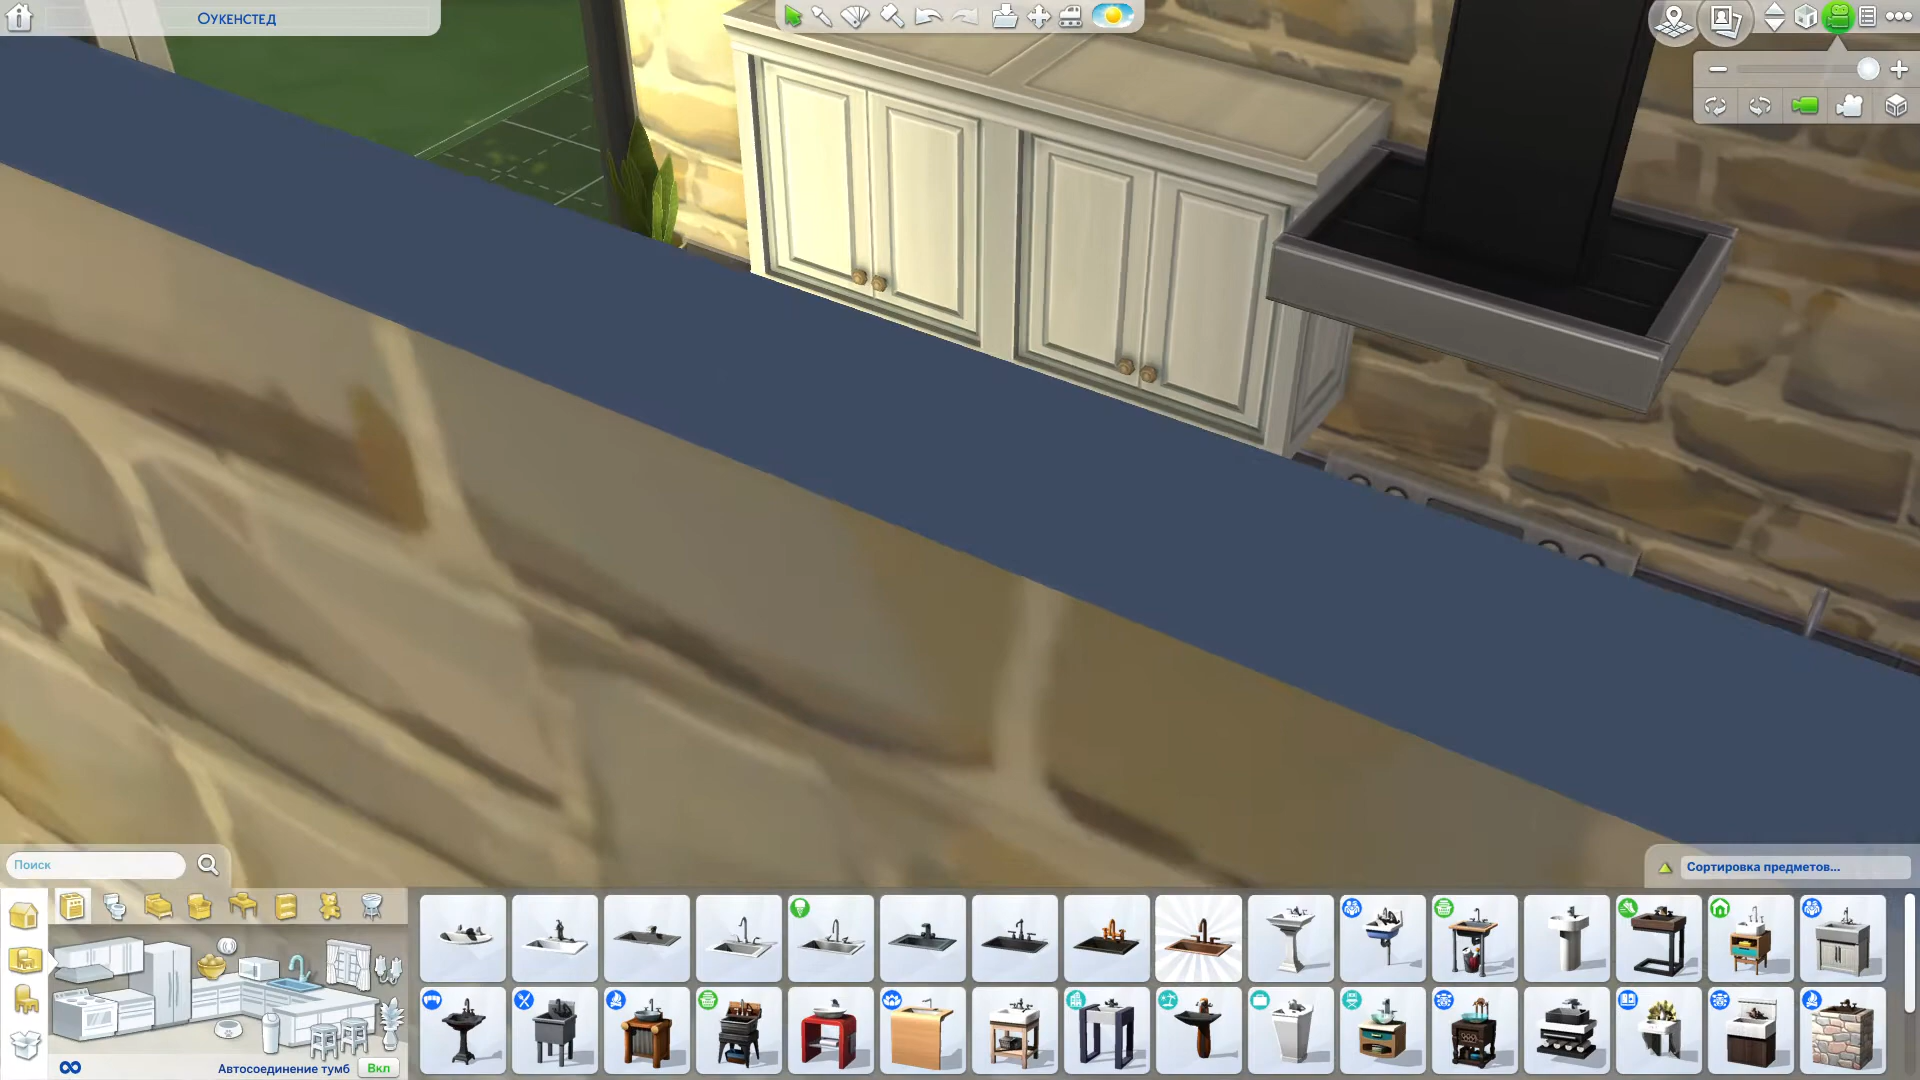 Оукенстед
Поиск
Сортировка предметов...
Автосоединение тумб
Вкл